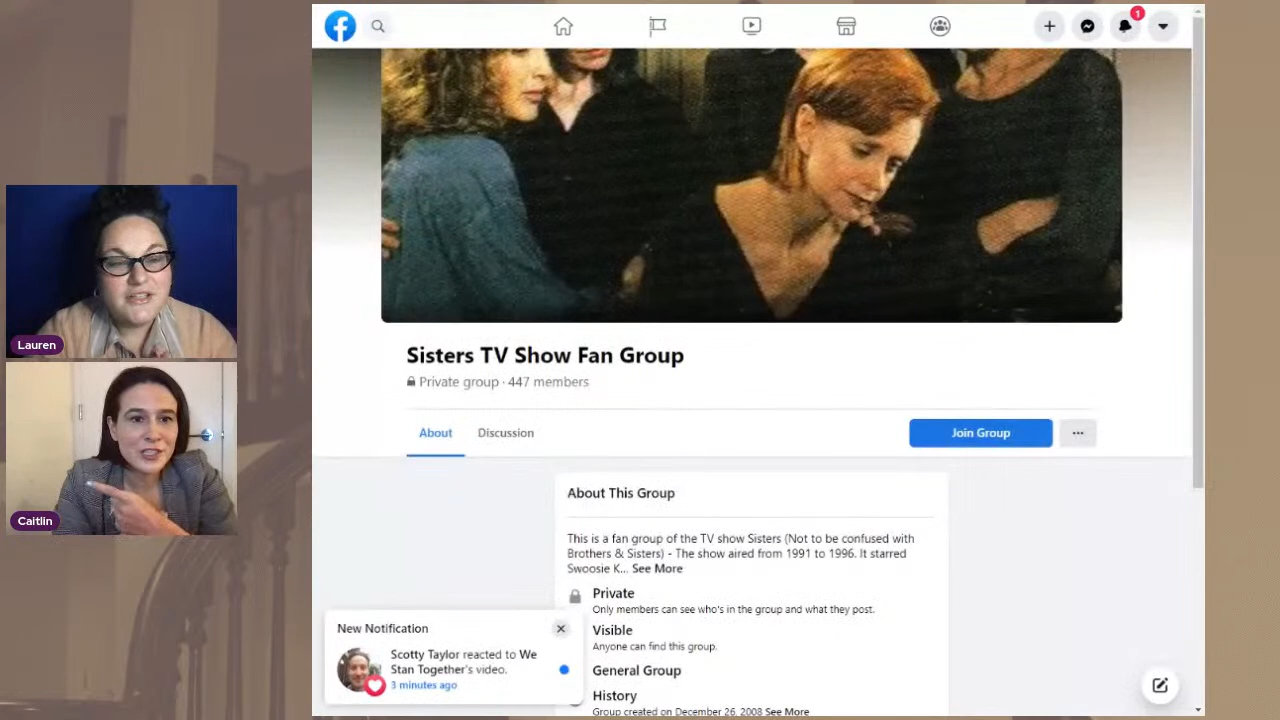 1
Sisters TV Show Fan Group
Private group · 447 members
About
Discussion
Join Group
About This Group
This is a fan group of the TV show Sisters (Not to be confused with
Brothers & Sisters) - The show aired from 1991 to 1996. It starred
Swoosie K... See More
Private
Only members can see who's in the group and what they post.
Visible
Anyone can find this group.
General Group
History
Group created on December 26, 2008 See More
New Notification
Scotty Taylor reacted to We
Stan Together's video.
3 minutes ago
Lauren
Caitlin